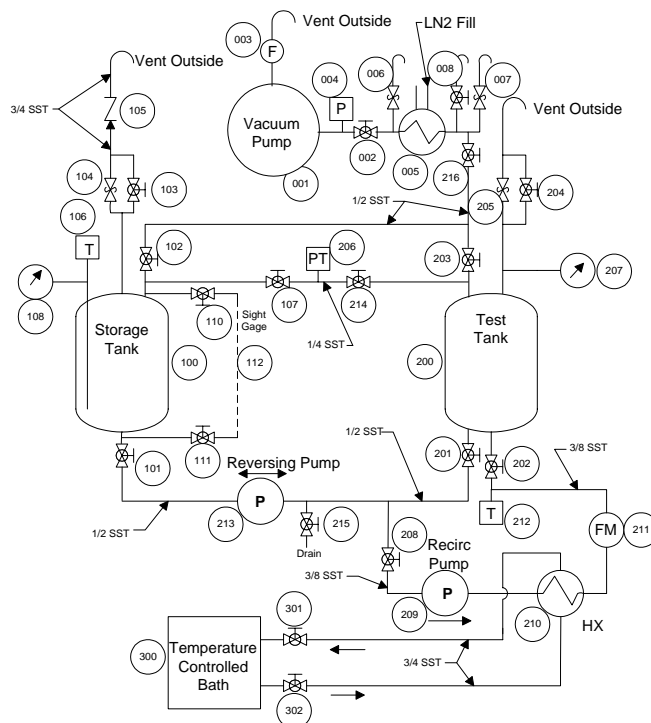 Vent Outside
003
F
LN2 Fill
Vent Outside
004
006
008
007
3/4 SST
P
Vent Outside
105
Vacuum
Pump
002
005
216
001
104
103
205
204
1/2 SST
106
T
102
PT
206
203
207
108
107
214
110
Sight
Gage
1/4 SST
Storage
Tank
100
112
Test
Tank
200
1/2 SST
101
111
201
202
3/8 SST
Reversing Pump
P
213
1/2 SST
215
T
212
FM
211
Drain
208
Recirc
Pump
3/8 SST
P
209
210
HX
301
300
Temperature
Controlled
Bath
3/4 SST
302